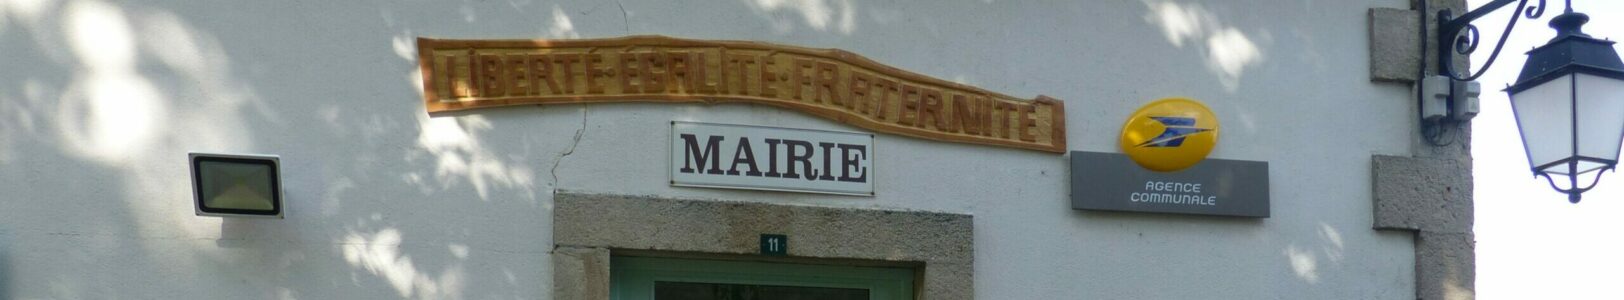 LIBERTÉ·ÉGALITÉ·FRATERNITÉ
MAIRIE
AGENCE
COMMUNALE
11